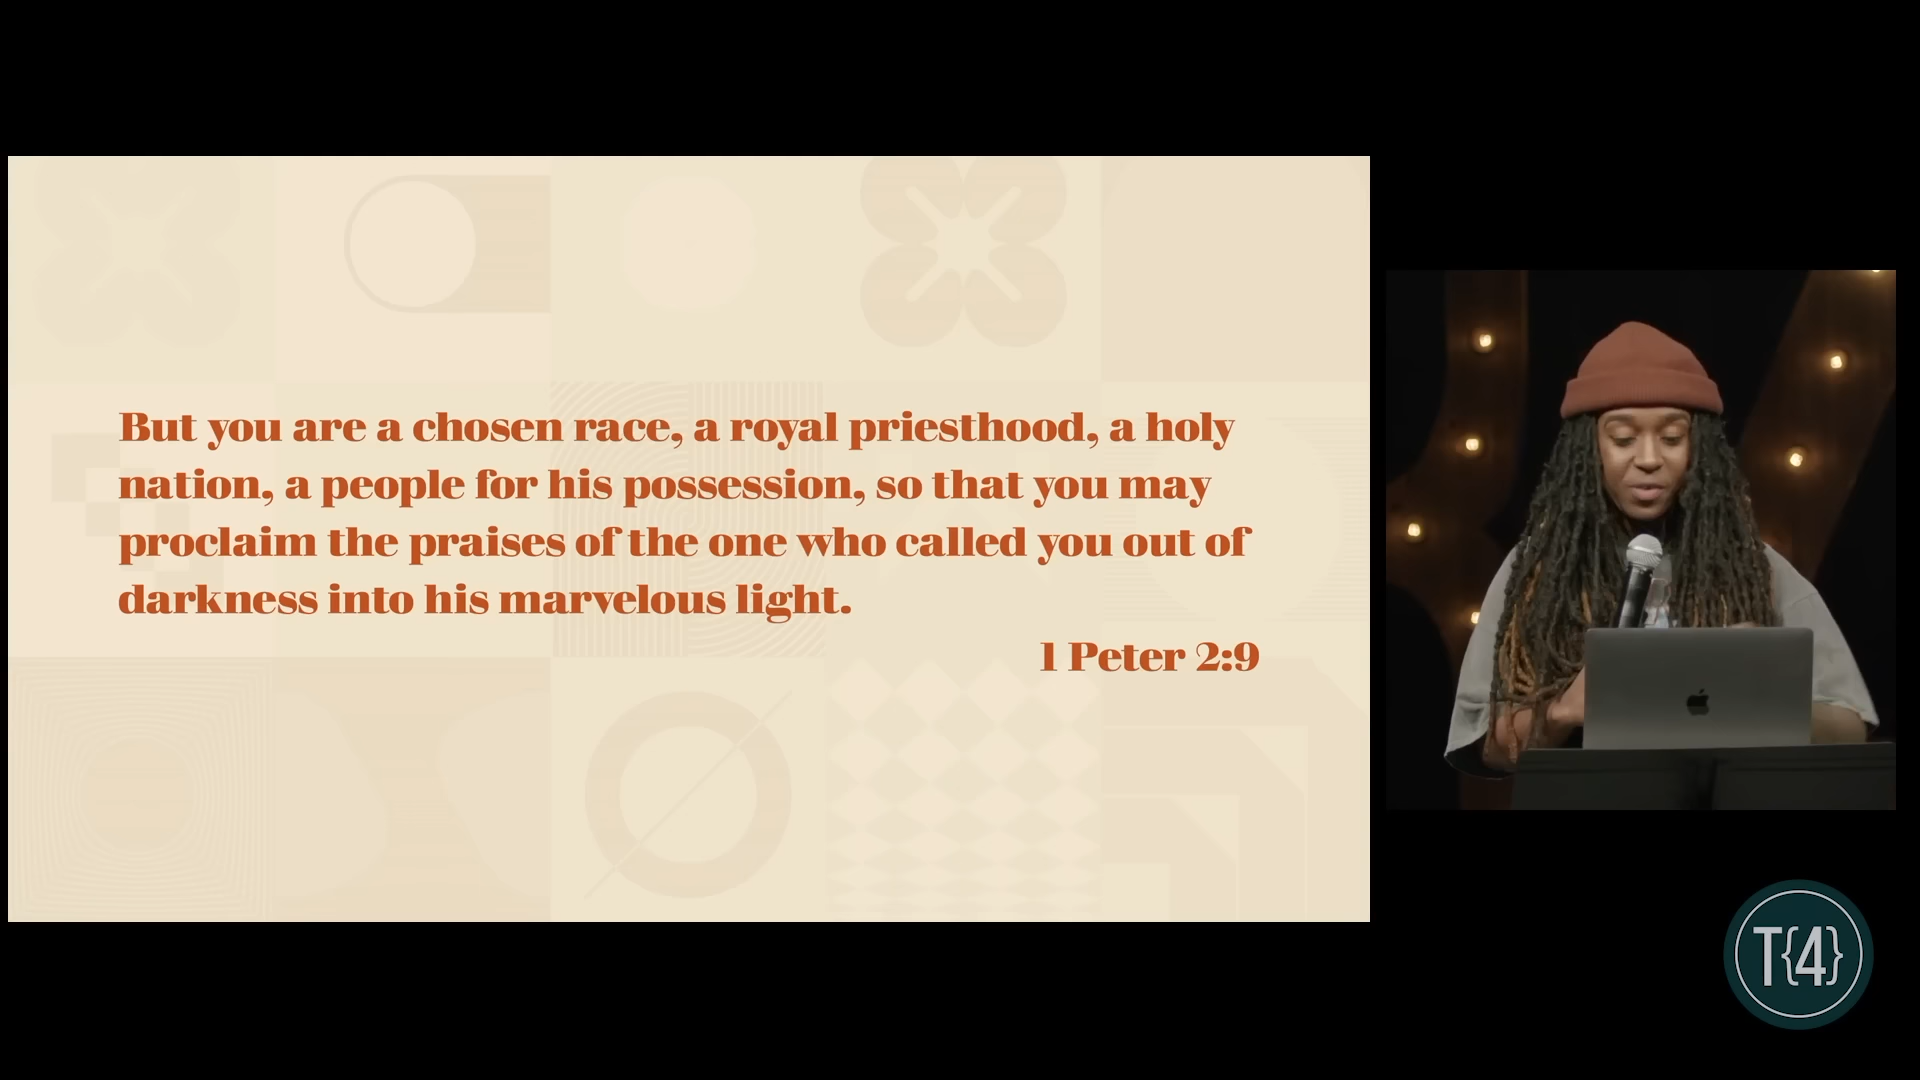 But you are a chosen race, a royal priesthood, a holy
nation, a people for his possession, so that you may
proclaim the praises of the one who called you out of
darkness into his marvelous light.
1 Peter 2:9
T{4}